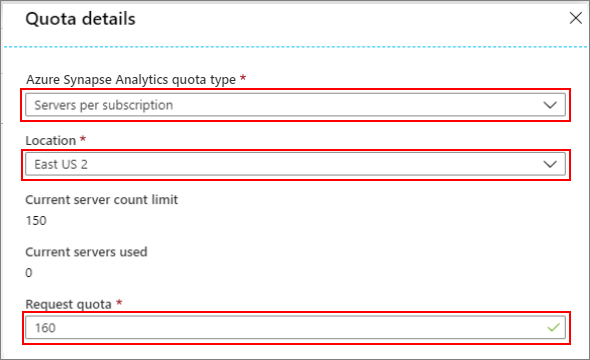 Quota details
Azure Synapse Analytics quota type *
Servers per subscription
Location *
East US 2
Current server count limit
150
Current servers used
0
Request quota *
160